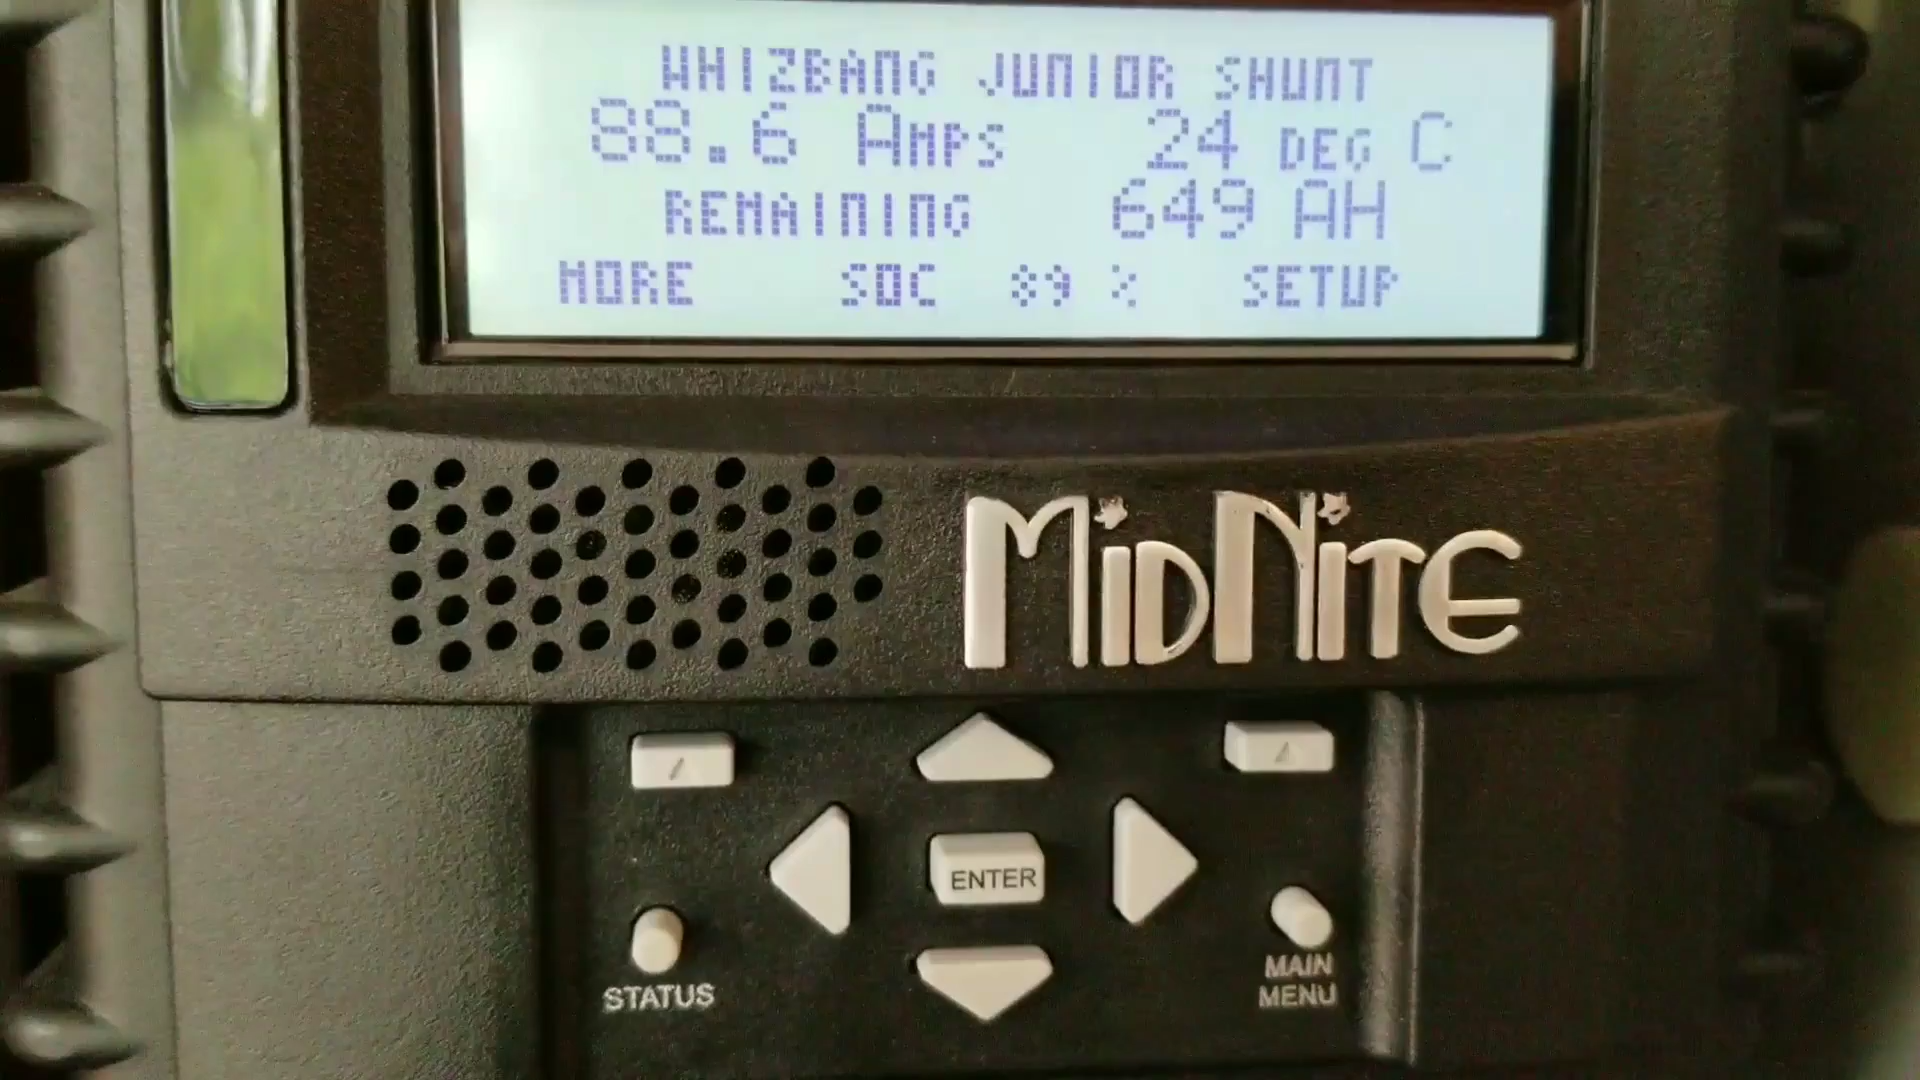 WHIZBANG JUNIOR SHUNT
88.6 AMPS 24 DEG C
REMAINING 649 AH
MORE SOC 89 % SETUP
MIDNITE
ENTER
STATUS
MAIN
MENU